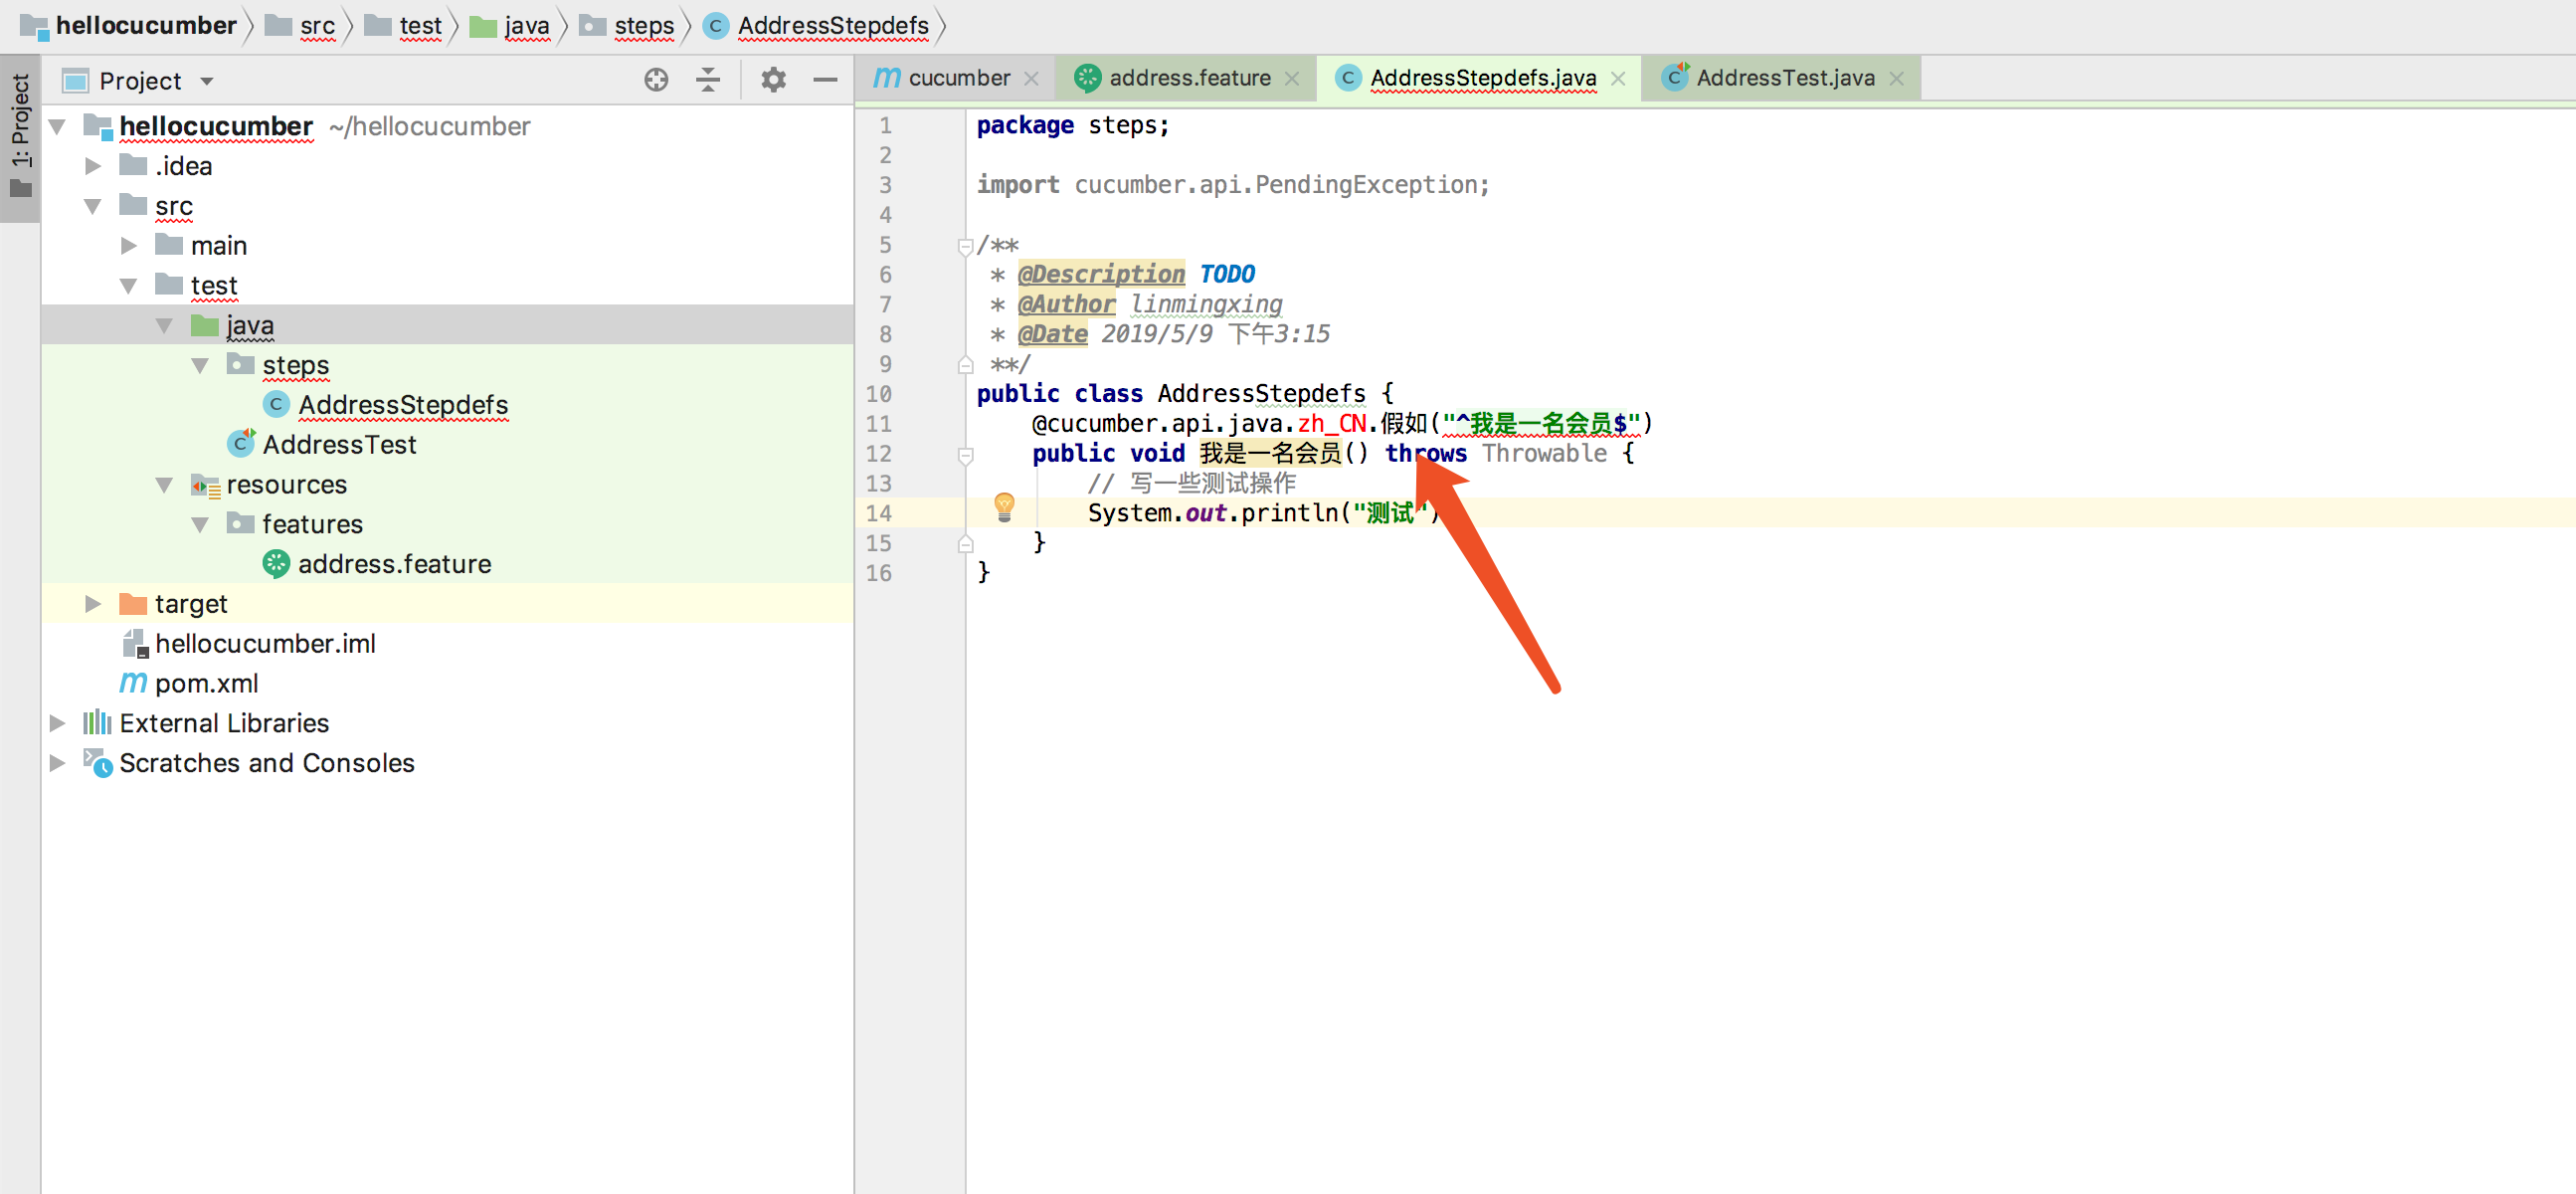 hellocucumber src test java steps AddressStepdefs
1: Project
Project
hellocucumber ~/hellocucumber
.idea
src
main
test
java
steps
AddressStepdefs
AddressTest
resources
features
address.feature
target
hellocucumber.iml
pom.xml
External Libraries
Scratches and Consoles
cucumber address.feature AddressStepdefs.java AddressTest.java
1 package steps;
2
3 import cucumber.api.PendingException;
4
5 /**
6 * @Description TODO
7 * @Author linmingxing
8 * @Date 2019/5/9 下午3:15
9 **/
10 public class AddressStepdefs {
11 @cucumber.api.java.zh_CN.假如("^我是一名会员$")
12 public void 我是一名会员() throws Throwable {
13 // 写一些测试操作
14 System.out.println("测试")
15 }
16 }